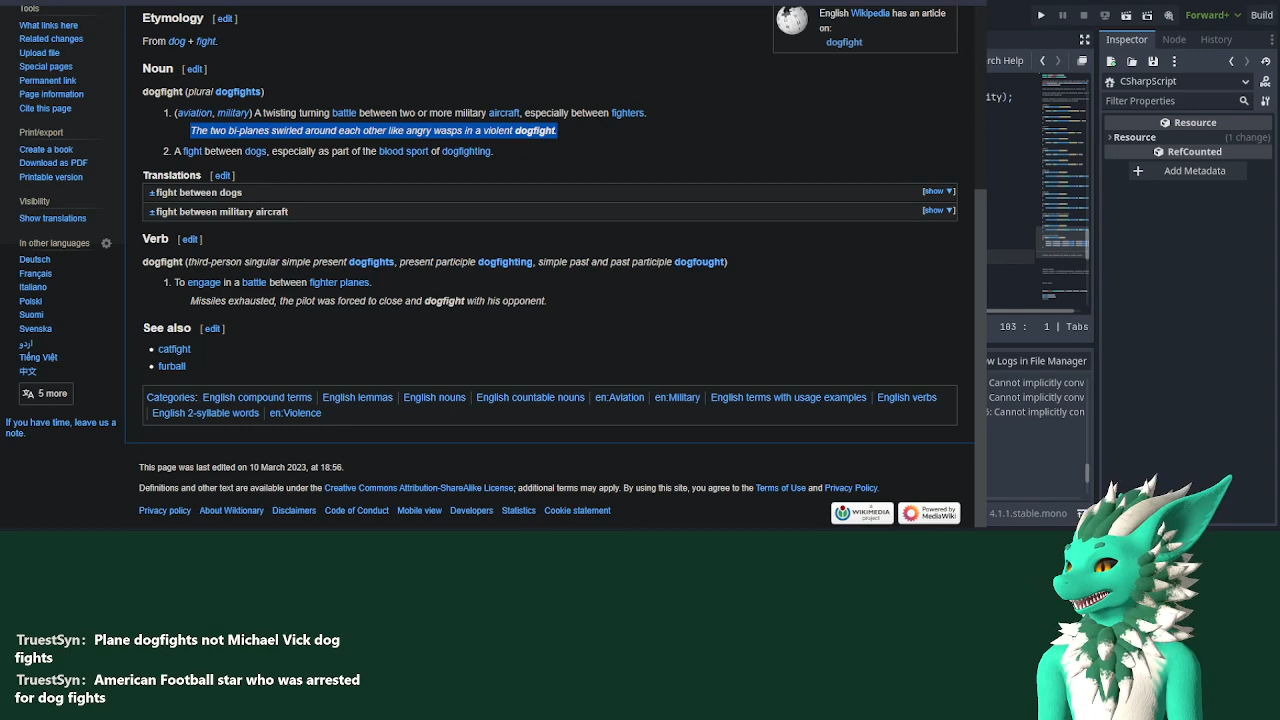 Tools
What links here
Related changes
Upload file
Special pages
Permanent link
Page information
Cite this page
Print/export
Create a book
Download as PDF
Printable version
Visibility
Show translations
In other languages
Deutsch
Français
Italiano
Polski
Suomi
Svenska
اردو
Tiếng Việt
中文
5 more
If you have time, leave us a
note.
Etymology [edit]
From dog + fight.
English Wikipedia has an article
on:
dogfight
Noun [edit]
dogfight (plural dogfights)
1. (aviation, military) A twisting turning battle between two or more military aircraft, especially between fighters.
The two bi-planes swirled around each other like angry wasps in a violent dogfight.
2. A fight between dogs, especially as part of the blood sport of dogfighting.
Translations [edit]
±fight between dogs [show ▼]
±fight between military aircraft [show ▼]
Verb [edit]
dogfight (third-person singular simple present dogfights, present participle dogfighting, simple past and past participle dogfought)
1. To engage in a battle between fighter planes.
Missiles exhausted, the pilot was forced to close and dogfight with his opponent.
See also [edit]
• catfight
• furball
Categories: English compound terms | English lemmas | English nouns | English countable nouns | en:Aviation | en:Military | English terms with usage examples | English verbs
| English 2-syllable words | en:Violence
This page was last edited on 10 March 2023, at 18:56.
Definitions and other text are available under the Creative Commons Attribution-ShareAlike License; additional terms may apply. By using this site, you agree to the Terms of Use and Privacy Policy.
Privacy policy About Wiktionary Disclaimers Code of Conduct Mobile view Developers Statistics Cookie statement
A WIKIMEDIA project
Powered by MediaWiki
Forward+ Build
rch Help
ity);
103 : 1 | Tabs
w Logs in File Manager
Cannot implicitly conv
Cannot implicitly conv
6: Cannot implicitly con
4.1.1.stable.mono
Inspector Node History
CSharpScript
Filter Properties
Resource
Resource (1 change)
RefCounted
Add Metadata
TruestSyn: Plane dogfights not Michael Vick dog
fights
TruestSyn: American Football star who was arrested
for dog fights